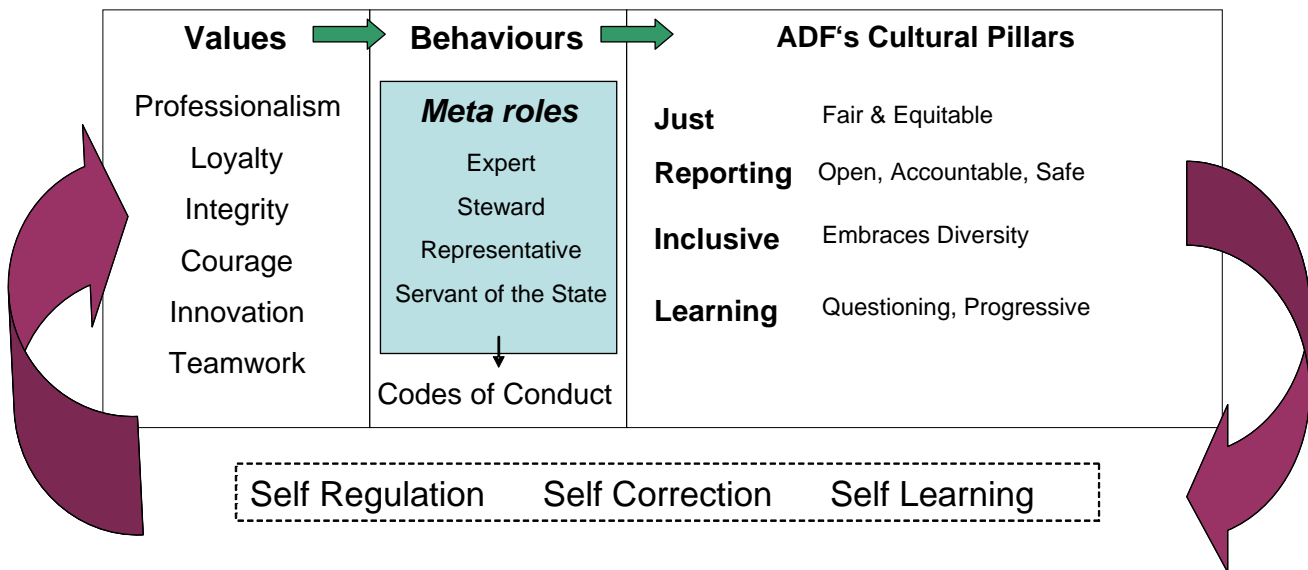 Values
Behaviours
ADF‘s Cultural Pillars
Professionalism
Loyalty
Integrity
Courage
Innovation
Teamwork
Meta roles
Expert
Steward
Representative
Servant of the State
Codes of Conduct
Just Fair & Equitable
Reporting Open, Accountable, Safe
Inclusive Embraces Diversity
Learning Questioning, Progressive
Self Regulation Self Correction Self Learning